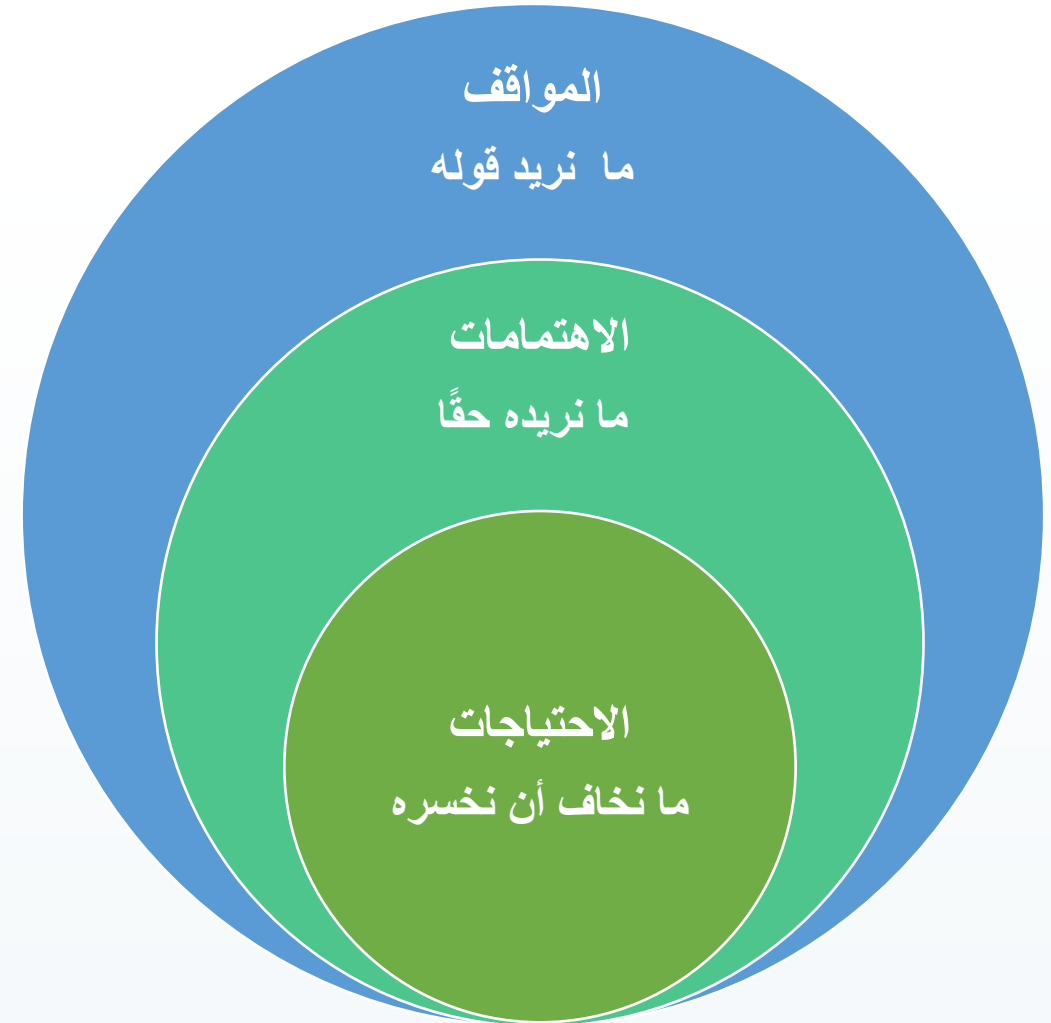 المواقف
ما نريد قوله
الاهتمامات
ما نريده حقًا
الاحتياجات
ما نخاف أن نخسره